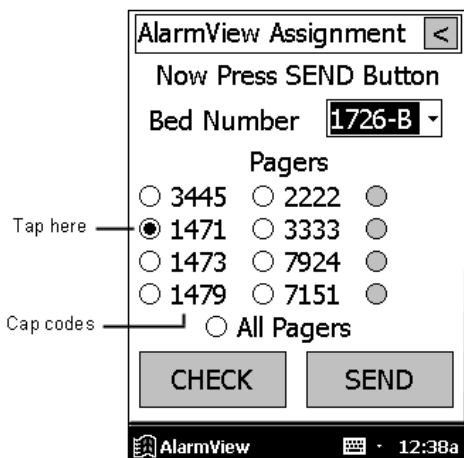 AlarmView Assignment <
Now Press SEND Button
Bed Number 1726-B
Pagers
3445 2222
Tap here 1471 3333
1473 7924
1479 7151
Cap codes All Pagers
CHECK SEND
AlarmView 12:38a